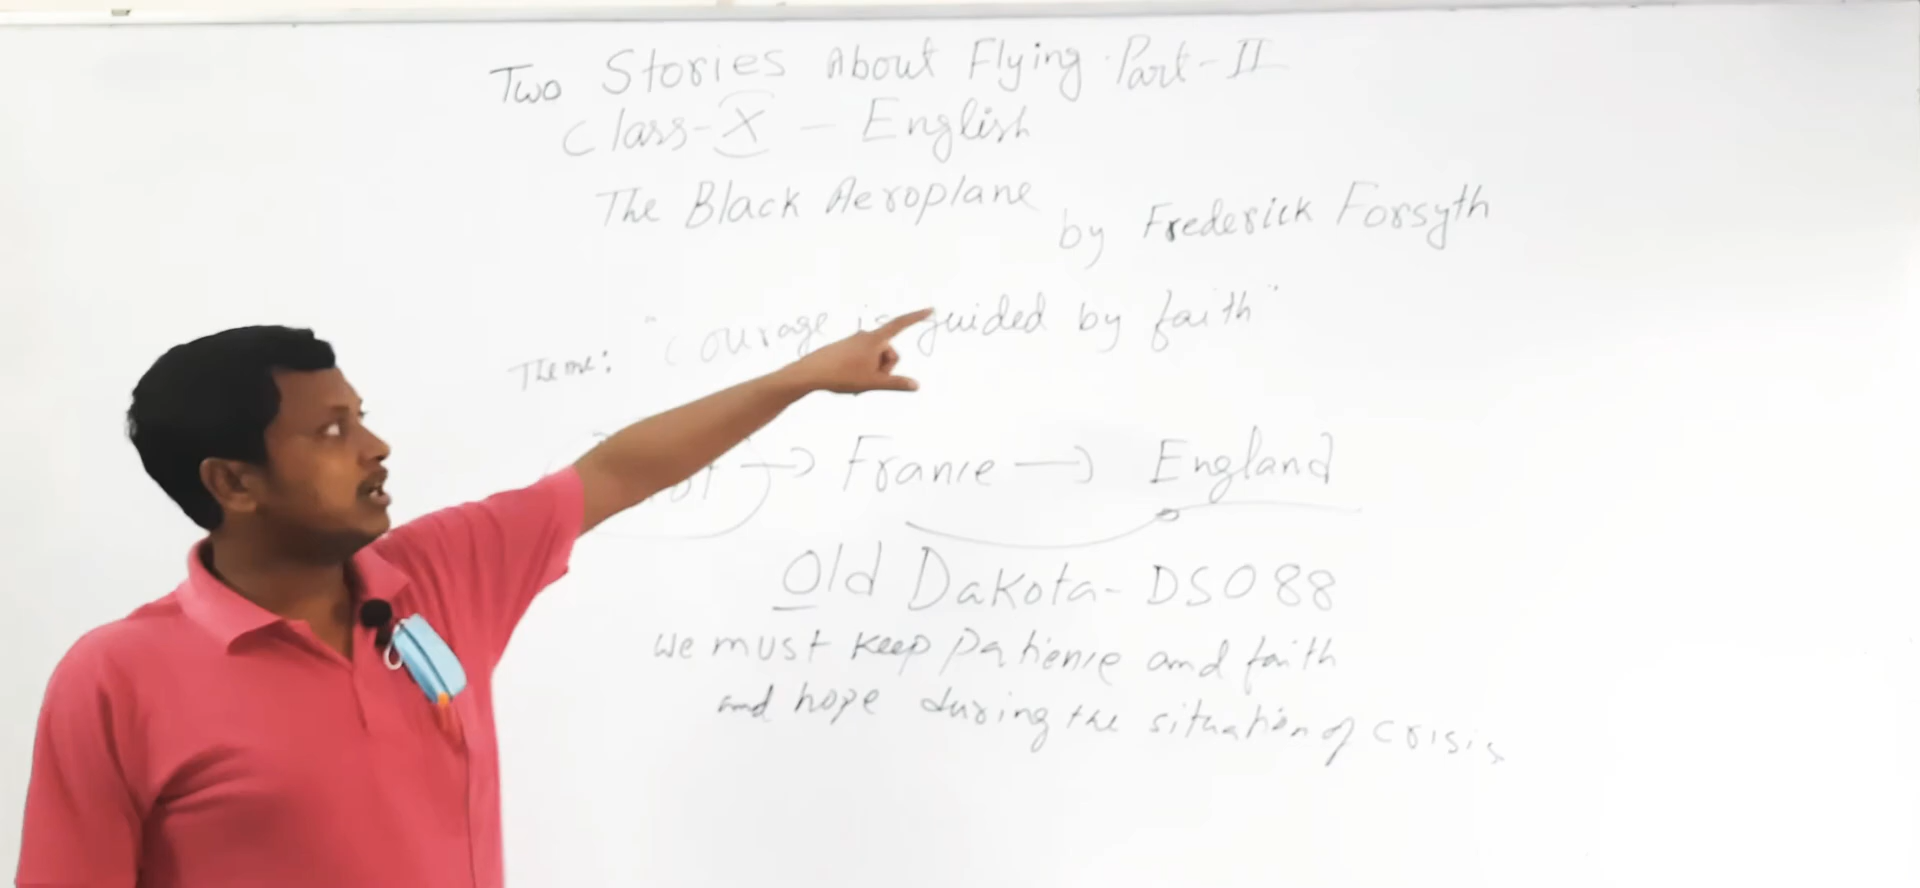 Two Stories About Flying Part-II
Class-X - English
The Black Aeroplane
by Frederick Forsyth
Theme: "Courage is guided by faith"
→ France → England
Old Dakota- DS088
We must keep Patience and faith
and hope during the situation of crisis